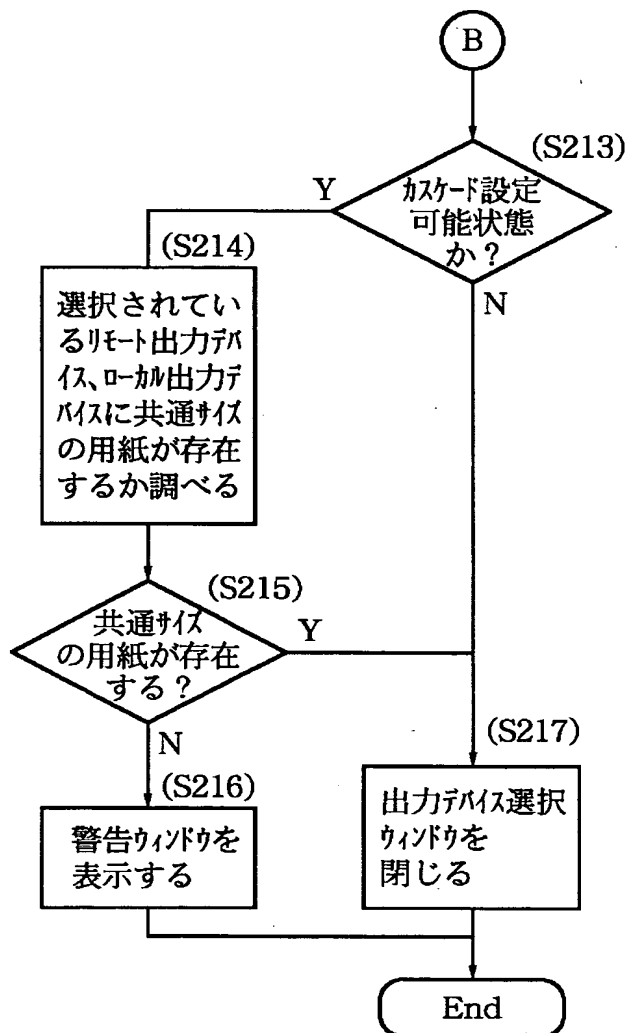 B
(S213)
カスケード設定
可能状態
か？
Y
N
(S214)
選択されてい
るリモート出力デバ
イス、ローカル出力デ
バイスに共通サイズ
の用紙が存在
するか調べる
(S215)
共通サイズ
の用紙が存在
する？
Y
N
(S216)
警告ウィンドウを
表示する
(S217)
出力デバイス選択
ウィンドウを
閉じる
End